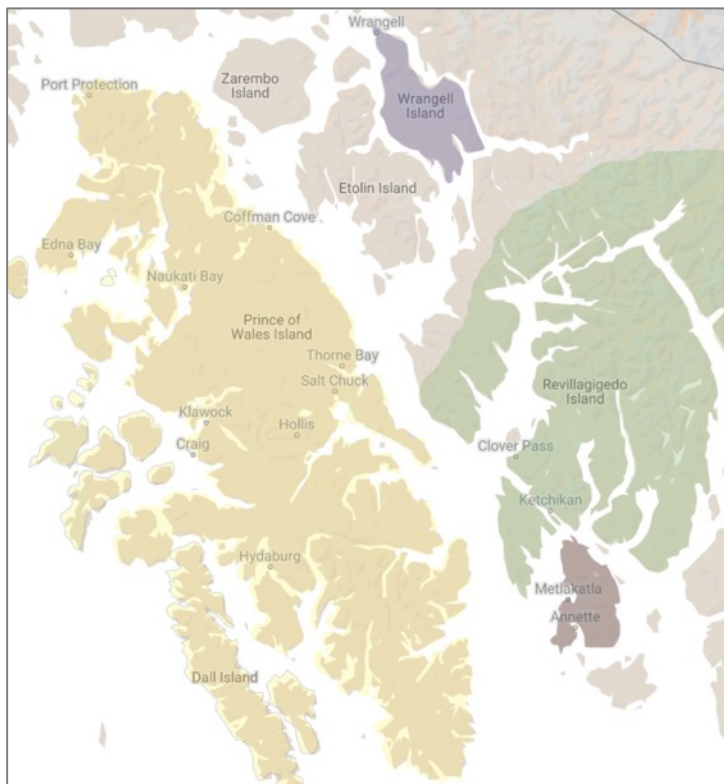 Wrangell
Zarembo
Island
Port Protection
Wrangell
Island
Etolin Island
Coffman Cove
Edna Bay
Naukati Bay
Prince of
Wales Island
Thorne Bay
Salt Chuck
Revillagigedo
Island
Klawock
Hollis
Craig
Clover Pass
Ketchikan
Hydaburg
Metlakatla
Annette
Dall Island